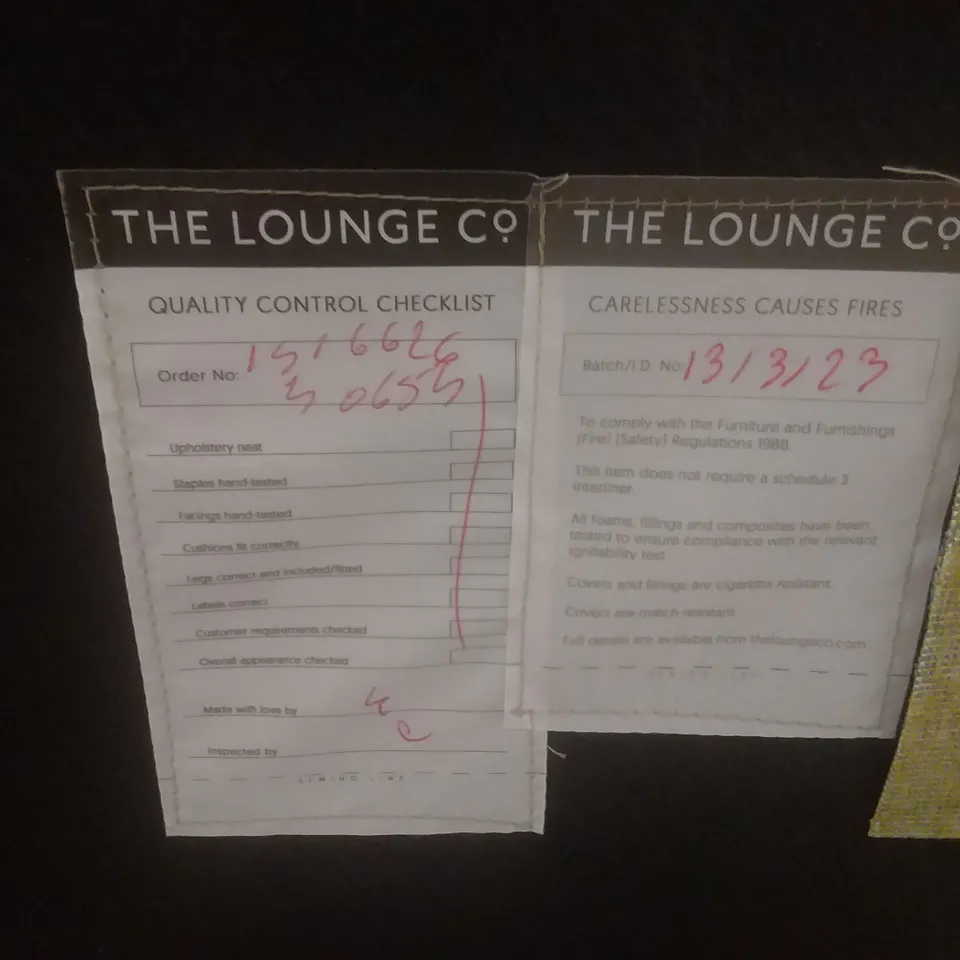 THE LOUNGE Cº
QUALITY CONTROL CHECKLIST
Order No:
Upholstery neat
Staples hand-tested
Facings hand-tested
Cushions fit correctly
Legs correct and included/fitted
Labels correct
Customer requirements checked
Overall appearance checked
Made with love by
Inspected by
SEWING LINE
THE LOUNGE Cº
CARELESSNESS CAUSES FIRES
Batch/I.D. No: 13/3/23
To comply with the Furniture and Furnishings
[Fire] [Safety] Regulations 1988.
This item does not require a schedule 3
interliner.
All foams, fillings and composites have been
tested to ensure compliance with the relevant
ignitability test.
Covers and fillings are cigarette resistant.
Covers are match resistant.
Full details are available from theloungeco.com
SEWING LINE